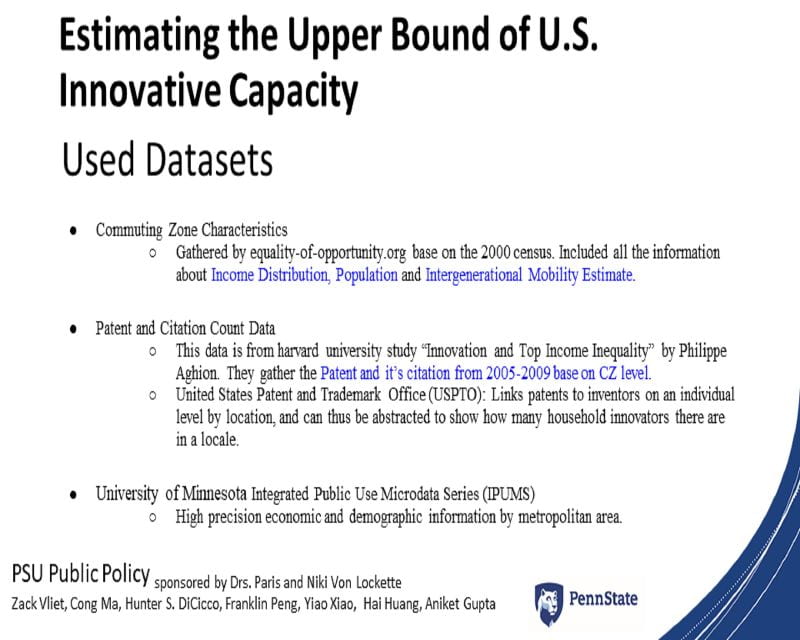 Estimating the Upper Bound of U.S.
Innovative Capacity
Used Datasets
● Commuting Zone Characteristics
○ Gathered by equality-of-opportunity.org base on the 2000 census. Included all the information
about Income Distribution, Population and Intergenerational Mobility Estimate.
● Patent and Citation Count Data
○ This data is from harvard university study “Innovation and Top Income Inequality” by Philippe
Aghion. They gather the Patent and it’s citation from 2005-2009 base on CZ level.
○ United States Patent and Trademark Office (USPTO): Links patents to inventors on an individual
level by location, and can thus be abstracted to show how many household innovators there are
in a locale.
● University of Minnesota Integrated Public Use Microdata Series (IPUMS)
○ High precision economic and demographic information by metropolitan area.
PSU Public Policy sponsored by Drs. Paris and Niki Von Lockette
Zack Vliet, Cong Ma, Hunter S. DiCicco, Franklin Peng, Yiao Xiao, Hai Huang, Aniket Gupta
PennState